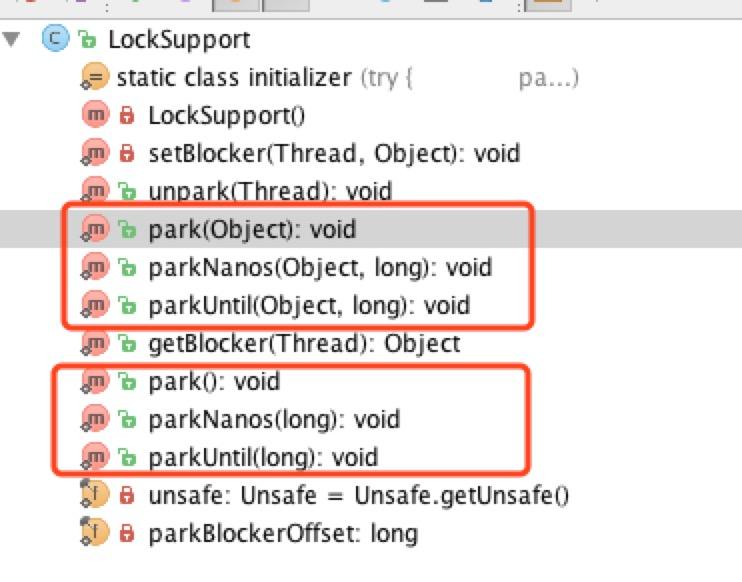 LockSupport
static class initializer (try { pa...)
LockSupport()
setBlocker(Thread, Object): void
unpark(Thread): void
park(Object): void
parkNanos(Object, long): void
parkUntil(Object, long): void
getBlocker(Thread): Object
park(): void
parkNanos(long): void
parkUntil(long): void
unsafe: Unsafe = Unsafe.getUnsafe()
parkBlockerOffset: long